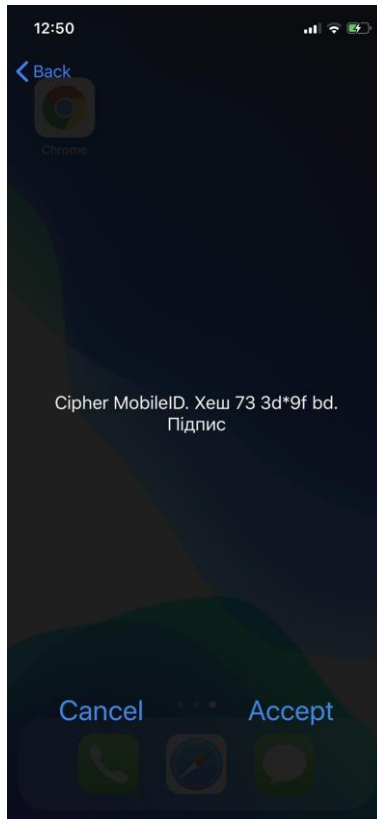 12:50
Back
Chrome
Cipher MobileID. Хеш 73 3d*9f bd.
Підпис
Cancel
Accept